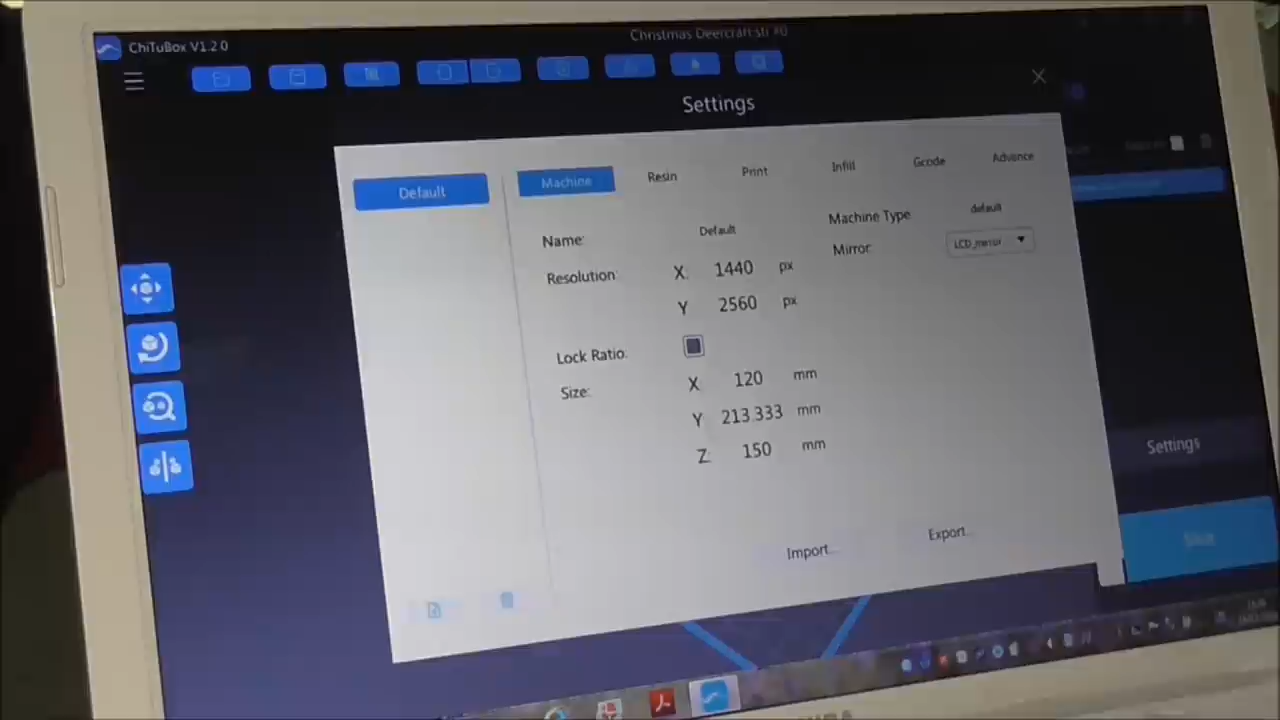 ChiTuBox V1.2.0
Christmas Deercraft.stl
Settings
Default
Machine
Resin
Print
Infill
Gcode
Advance
Name: Default
Machine Type default
Resolution: X: 1440 px
Mirror: LCD_mirror
Y 2560 px
Lock Ratio:
Size: X 120 mm
Y 213.333 mm
Z: 150 mm
Import...
Export...
Settings
Slice